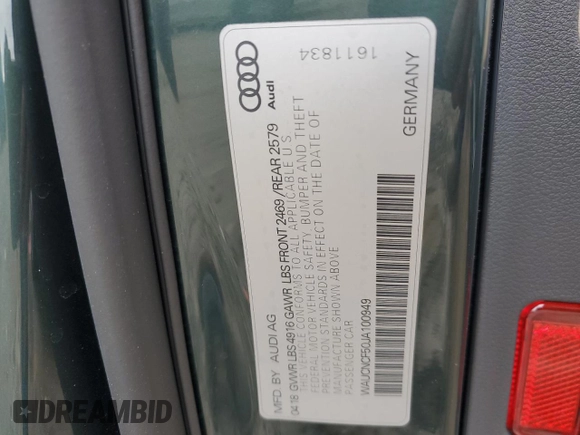 MFD. BY AUDI AG
04.18 GVWR LBS 4916 GAWR LBS FRONT 2469 / REAR 2579
THIS VEHICLE CONFORMS TO ALL APPLICABLE U.S.
FEDERAL MOTOR VEHICLE SAFETY, BUMPER AND THEFT
PREVENTION STANDARDS IN EFFECT ON THE DATE OF
MANUFACTURE SHOWN ABOVE
PASSENGER CAR
WAUCNCF50JA100949
Audi
1611834
GERMANY
DREAMBID